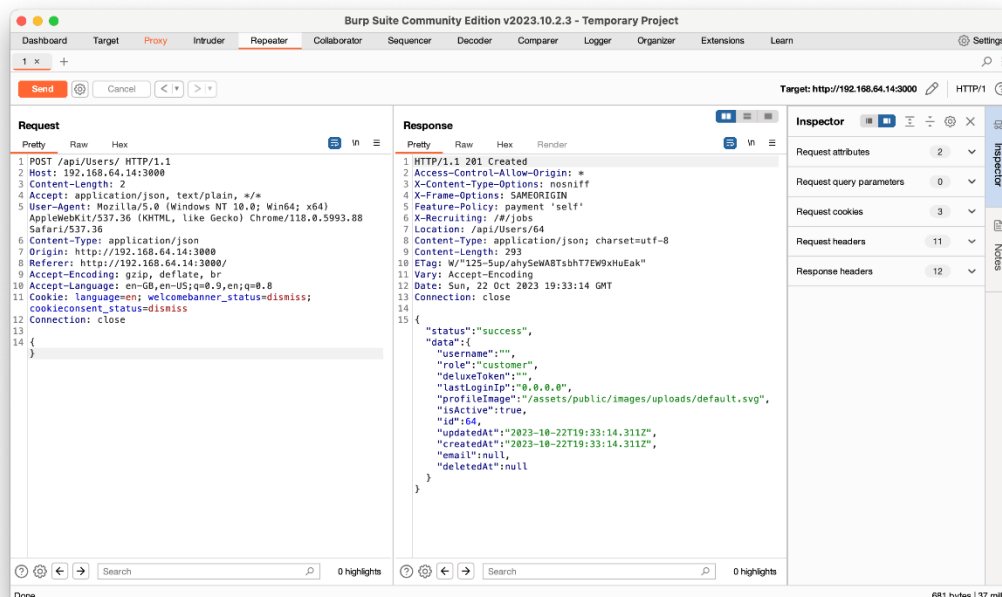 Burp Suite Community Edition v2023.10.2.3 - Temporary Project
Dashboard Target Proxy Intruder Repeater Collaborator Sequencer Decoder Comparer Logger Organizer Extensions Learn Settings
1 × +
Send Cancel < > Target: http://192.168.64.14:3000 HTTP/1
Request
Pretty Raw Hex \n
1 POST /api/Users/ HTTP/1.1
2 Host: 192.168.64.14:3000
3 Content-Length: 2
4 Accept: application/json, text/plain, */*
5 User-Agent: Mozilla/5.0 (Windows NT 10.0; Win64; x64)
AppleWebKit/537.36 (KHTML, like Gecko) Chrome/118.0.5993.88
Safari/537.36
6 Content-Type: application/json
7 Origin: http://192.168.64.14:3000
8 Referer: http://192.168.64.14:3000/
9 Accept-Encoding: gzip, deflate, br
10 Accept-Language: en-GB,en-US;q=0.9,en;q=0.8
11 Cookie: language=en; welcomebanner_status=dismiss;
cookieconsent_status=dismiss
12 Connection: close
13
14 {
}
Search 0 highlights
Response
Pretty Raw Hex Render \n
1 HTTP/1.1 201 Created
2 Access-Control-Allow-Origin: *
3 X-Content-Type-Options: nosniff
4 X-Frame-Options: SAMEORIGIN
5 Feature-Policy: payment 'self'
6 X-Recruiting: /#/jobs
7 Location: /api/Users/64
8 Content-Type: application/json; charset=utf-8
9 Content-Length: 293
10 ETag: W/"125-5up/ahySeWA8TsbhT7EW9xHuEak"
11 Vary: Accept-Encoding
12 Date: Sun, 22 Oct 2023 19:33:14 GMT
13 Connection: close
14
15 {
"status":"success",
"data":{
"username":"",
"role":"customer",
"deluxeToken":"",
"lastLoginIp":"0.0.0.0",
"profileImage":"/assets/public/images/uploads/default.svg",
"isActive":true,
"id":64,
"updatedAt":"2023-10-22T19:33:14.311Z",
"createdAt":"2023-10-22T19:33:14.311Z",
"email":null,
"deletedAt":null
}
}
Search 0 highlights
Inspector
Request attributes 2
Request query parameters 0
Request cookies 3
Request headers 11
Response headers 12
Inspector
Notes
Done
681 bytes | 37 mill